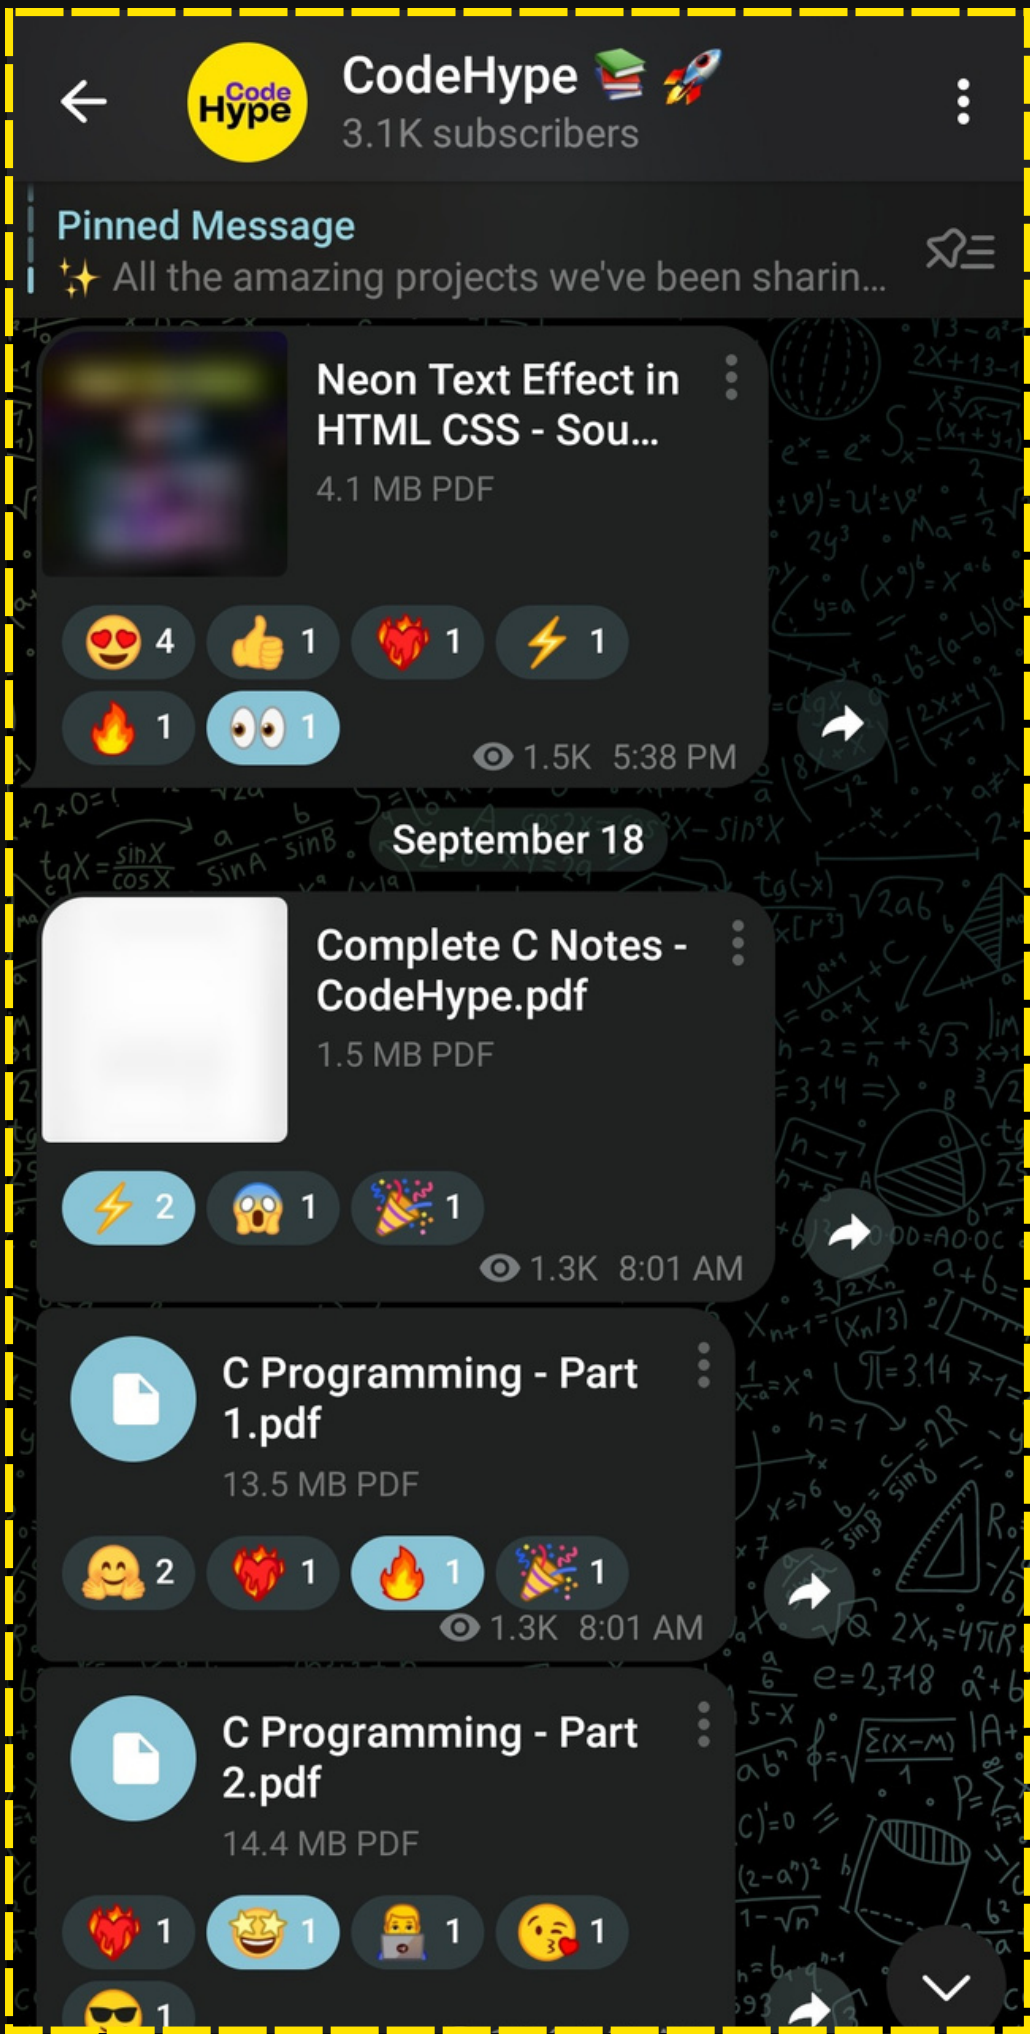 Code
Hype
CodeHype 📚 🚀
3.1K subscribers
Pinned Message
✨ All the amazing projects we've been sharin...
Neon Text Effect in
HTML CSS - Sou...
4.1 MB PDF
😍 4 👍 1 ❤️‍🔥 1 ⚡ 1
🔥 1 👀 1
1.5K 5:38 PM
September 18
Complete C Notes -
CodeHype.pdf
1.5 MB PDF
⚡ 2 😱 1 🎉 1
1.3K 8:01 AM
C Programming - Part
1.pdf
13.5 MB PDF
🤗 2 ❤️‍🔥 1 🔥 1 🎉 1
1.3K 8:01 AM
C Programming - Part
2.pdf
14.4 MB PDF
❤️‍🔥 1 🤩 1 👨‍💻 1 😘 1
😎 1